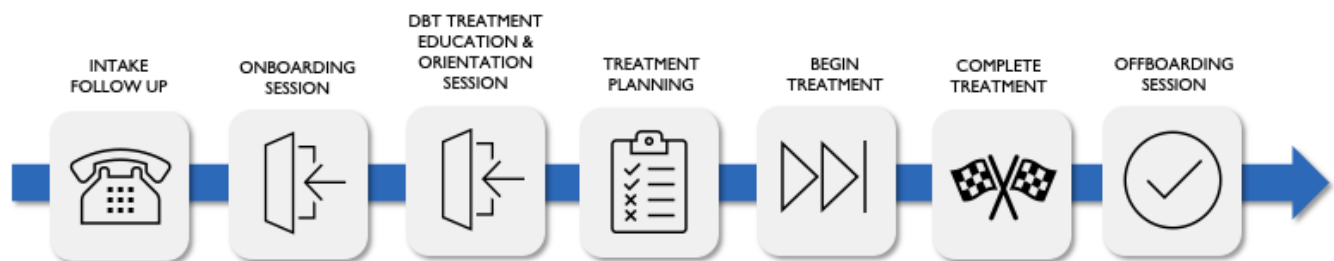 INTAKE
FOLLOW UP
ONBOARDING
SESSION
DBT TREATMENT
EDUCATION &
ORIENTATION
SESSION
TREATMENT
PLANNING
BEGIN
TREATMENT
COMPLETE
TREATMENT
OFFBOARDING
SESSION